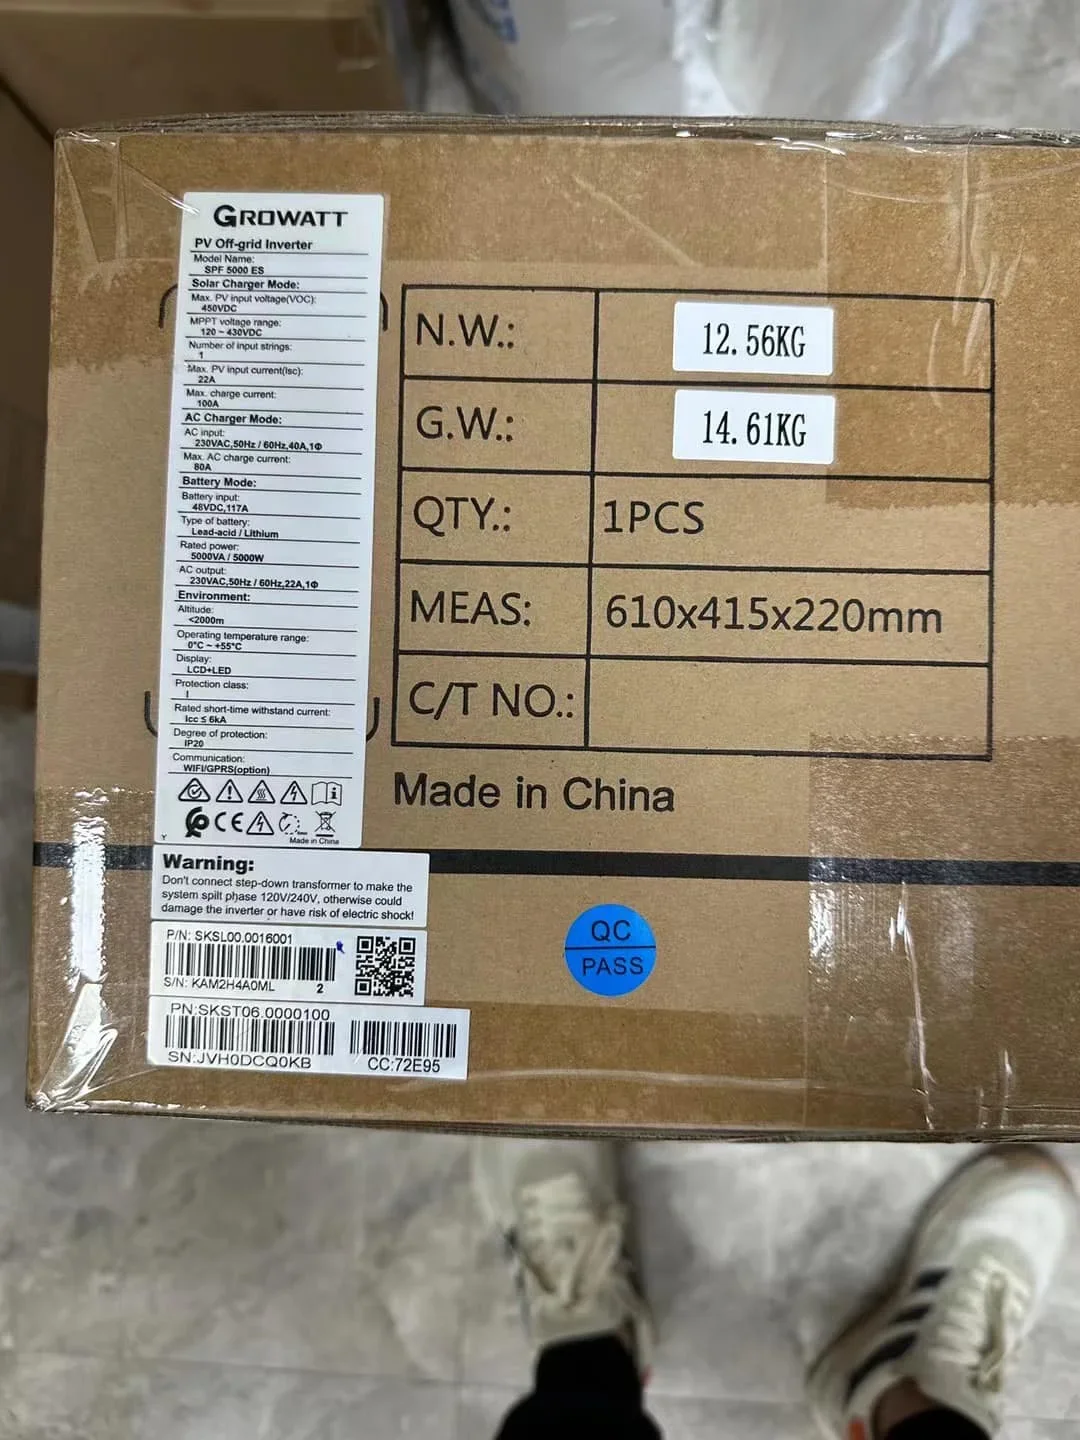 GROWATT
PV Off-grid Inverter
Model Name:
SPF 5000 ES
Solar Charger Mode:
Max. PV input voltage(VOC):
450VDC
MPPT voltage range:
120 ~ 430VDC
Number of input strings:
1
Max. PV input current(Isc):
22A
Max. charge current:
100A
AC Charger Mode:
AC input:
230VAC,50Hz / 60Hz,40A,1Φ
Max. AC charge current:
80A
Battery Mode:
Battery input:
48VDC,117A
Type of battery:
Lead-acid / Lithium
Rated power:
5000VA / 5000W
AC output:
230VAC,50Hz / 60Hz,22A,1Φ
Environment:
Altitude:
<2000m
Operating temperature range:
0°C ~ +55°C
Display:
LCD+LED
Protection class:
I
Rated short-time withstand current:
Icc ≤ 6kA
Degree of protection:
IP20
Communication:
WIFI/GPRS(option)
CE
Y
Made in China
Warning:
Don't connect step-down transformer to make the
system spilt phase 120V/240V, otherwise could
damage the inverter or have risk of electric shock!
P/N: SKSL00.0016001
S/N: KAM2H4A0ML 2
PN:SKST06.0000100
SN:JVH0DCQ0KB CC:72E95
N.W.: 12.56KG
G.W.: 14.61KG
QTY.: 1PCS
MEAS: 610x415x220mm
C/T NO.:
Made in China
QC
PASS